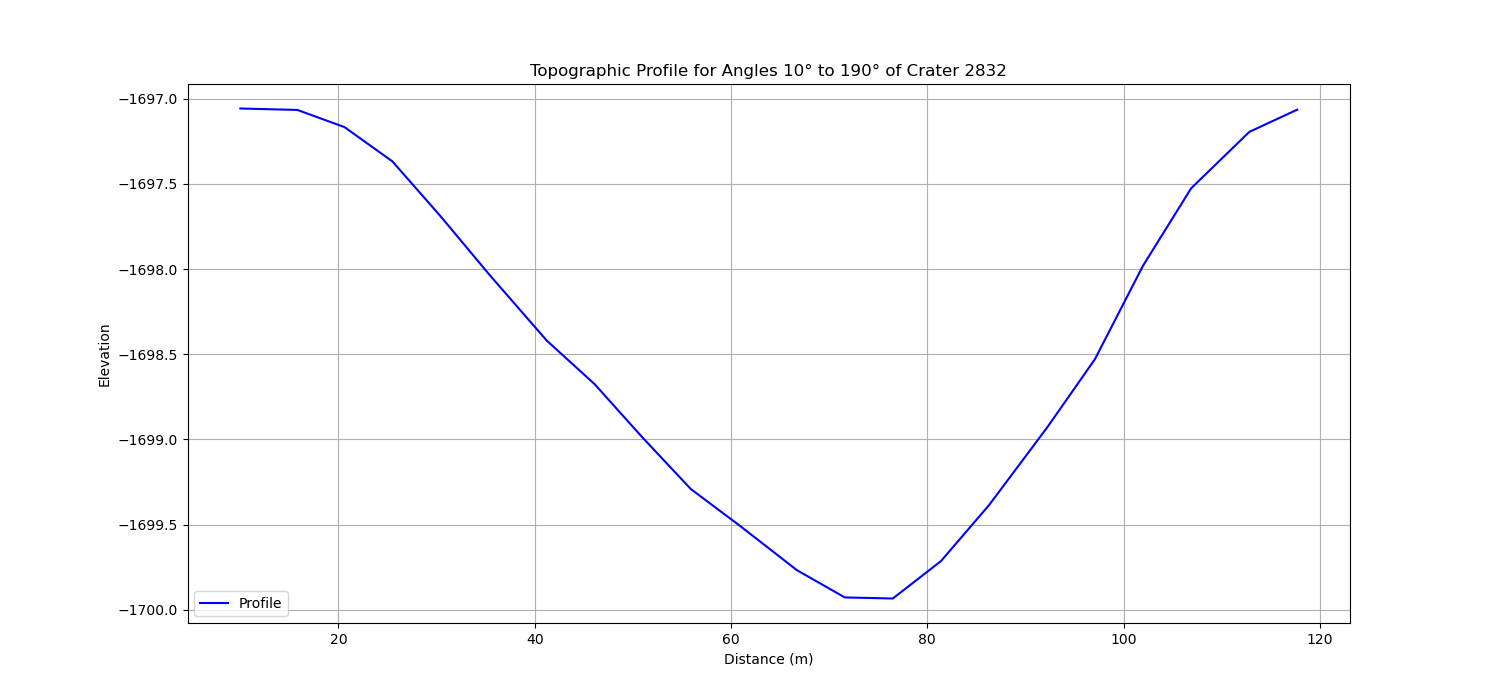 Topographic Profile for Angles 10° to 190° of Crater 2832
−1697.0
−1697.5
−1698.0
−1698.5
−1699.0
−1699.5
−1700.0
Elevation
Profile
20 40 60 80 100 120
Distance (m)